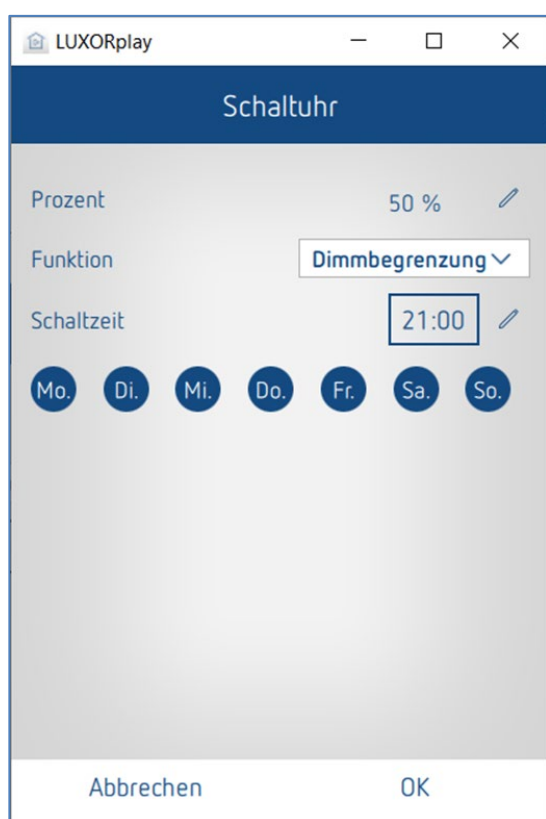 LUXORplay
Schaltuhr
Prozent 50 %
Funktion Dimmbegrenzung
Schaltzeit 21:00
Mo. Di. Mi. Do. Fr. Sa. So.
Abbrechen OK